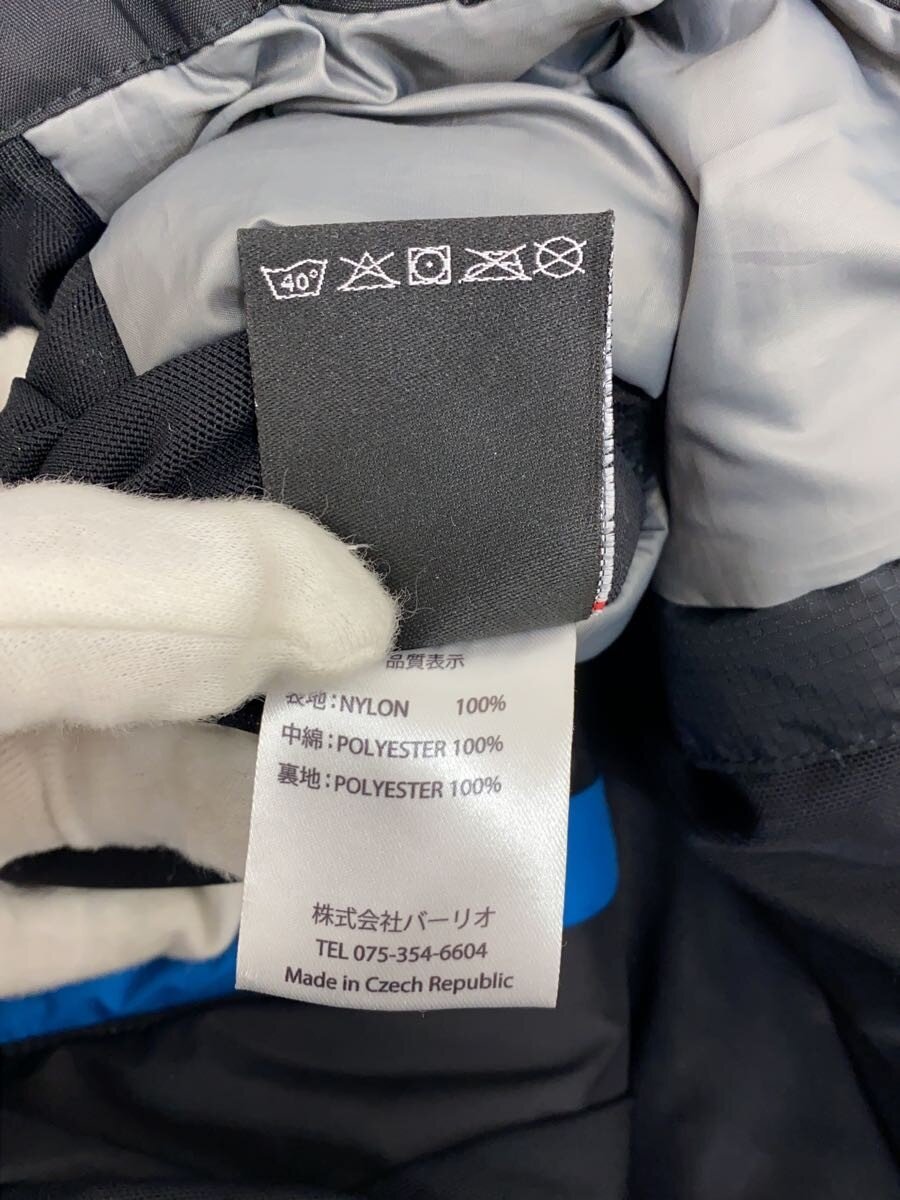 40°
品質表示
表地:NYLON 100%
中綿:POLYESTER 100%
裏地:POLYESTER 100%
株式会社バーリオ
TEL 075-354-6604
Made in Czech Republic